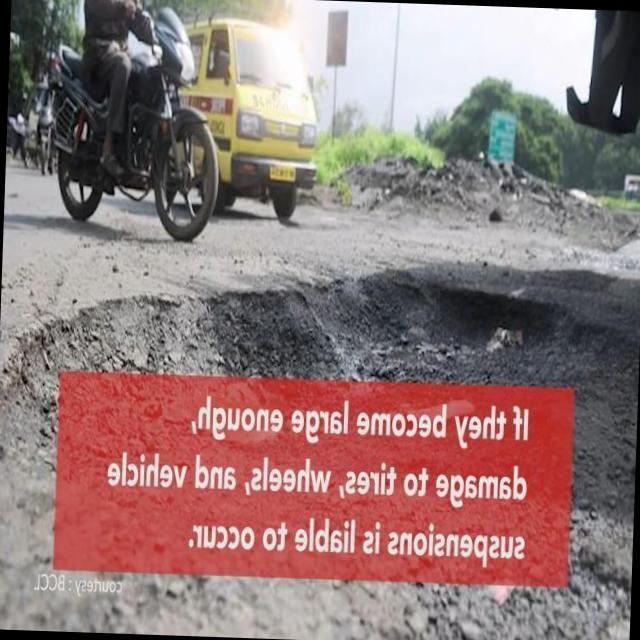 If they become large enough,
damage to tires, wheels, and vehicle
suspensions is liable to occur.
courtesy : BCCL